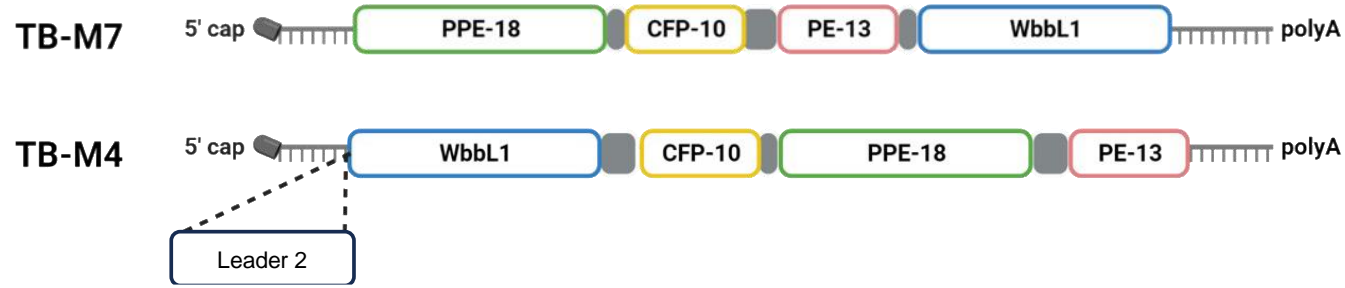 TB-M7 5' cap PPE-18 CFP-10 PE-13 WbbL1 polyA
TB-M4 5' cap WbbL1 CFP-10 PPE-18 PE-13 polyA
Leader 2